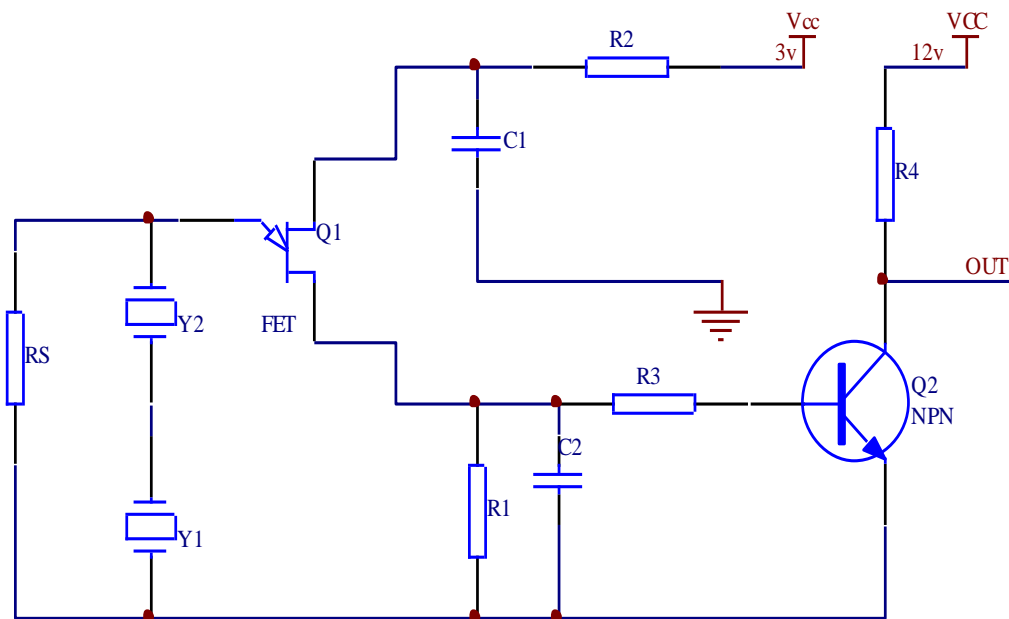 Vcc
VCC
R2
3v
12v
C1
R4
Q1
OUT
Y2
FET
RS
R3
Q2
NPN
C2
R1
Y1